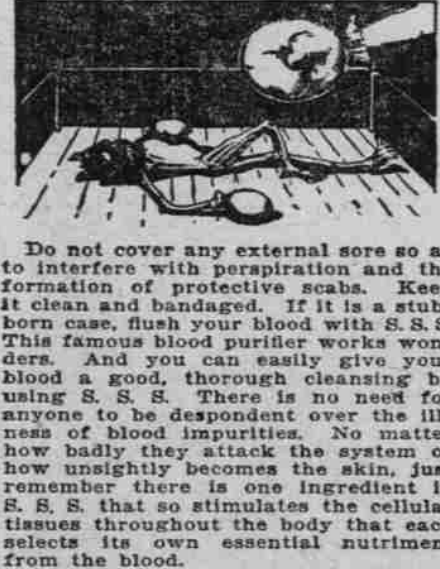 Do not cover any external sore so a
to interfere with perspiration and th
formation of protective scabs. Kee
it clean and bandaged. If it is a stub
born case, flush your blood with S. S. S
This famous blood purifier works won
ders. And you can easily give you
blood a good, thorough cleansing b
using S. S. S. There is no need fo
anyone to be despondent over the ill
ness of blood impurities. No matte
how badly they attack the system o
how unsightly becomes the skin, jus
remember there is one ingredient i
S. S. S. that so stimulates the cellula
tissues throughout the body that eac
selects its own essential nutrimen
from the blood.